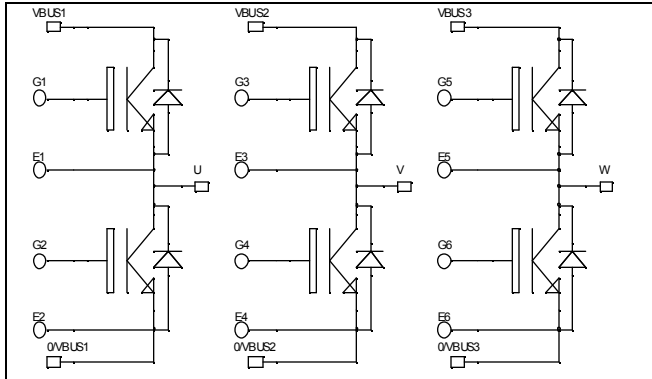 VBUS1 VBUS2 VBUS3
G1 G3 G5
E1 U E3 V E5 W
G2 G4 G6
E2 E4 E6
0/VBUS1 0/VBUS2 0/VBUS3